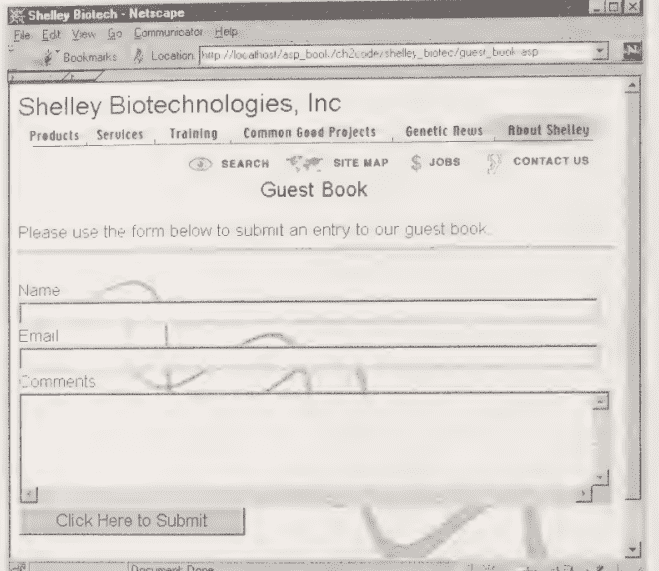 Shelley Biotech - Netscape
File Edit View Go Communicator Help
Bookmarks Location http://localhost/asp_book/ch2code/shelley_biotec/guest_book.asp
Shelley Biotechnologies, Inc
Products Services Training Common Good Projects Genetic News About Shelley
SEARCH SITE MAP $ JOBS CONTACT US
Guest Book
Please use the form below to submit an entry to our guest book.
Name
Email
Comments
Click Here to Submit
Document: Done